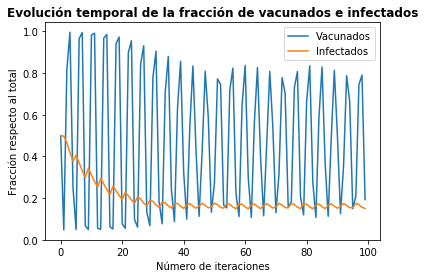 Evolución temporal de la fracción de vacunados e infectados
Vacunados
Infectados
Fracción respecto al total
1.0
0.8
0.6
0.4
0.2
0.0
0 20 40 60 80 100
Número de iteraciones